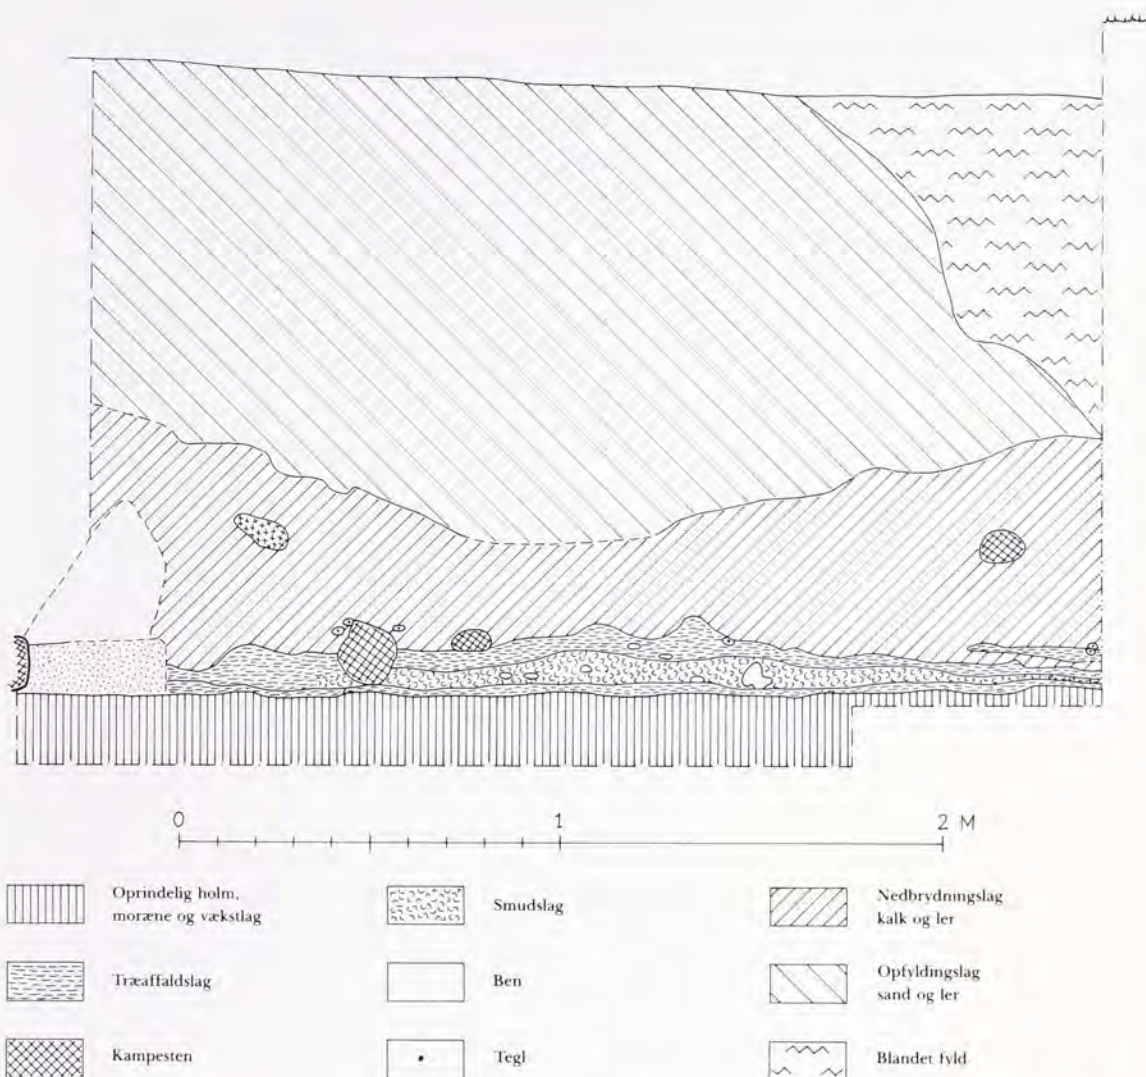 0 1 2 M
Oprindelig holm,
moræne og vækstlag
Smudslag
Nedbrydningslag
kalk og ler
Træaffaldslag
Ben
Opfyldingslag
sand og ler
Kampesten
Tegl
Blandet fyld